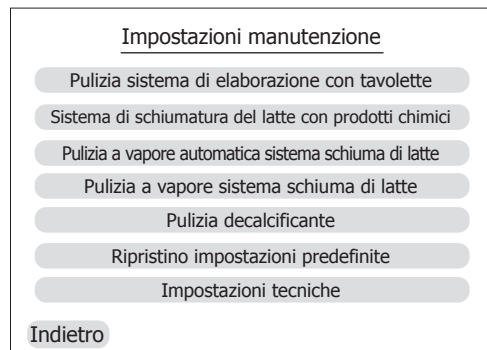 Impostazioni manutenzione
Pulizia sistema di elaborazione con tavolette
Sistema di schiumatura del latte con prodotti chimici
Pulizia a vapore automatica sistema schiuma di latte
Pulizia a vapore sistema schiuma di latte
Pulizia decalcificante
Ripristino impostazioni predefinite
Impostazioni tecniche
Indietro